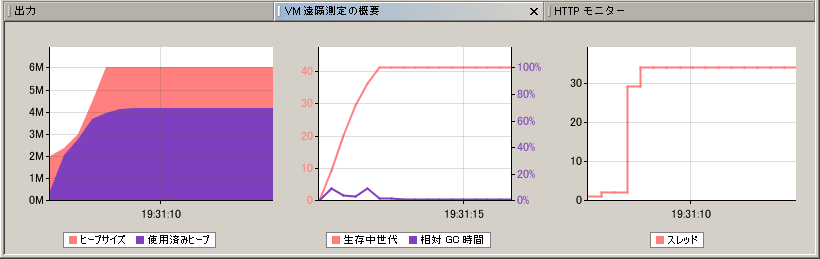 出力
VM 遠隔測定の概要
HTTP モニター
6M
5M
4M
3M
2M
1M
0M
19:31:10
ヒープサイズ 使用済みヒープ
40
30
20
10
0
100%
80%
60%
40%
20%
0%
19:31:15
生存中世代 相対 GC 時間
30
20
10
0
19:31:10
スレッド